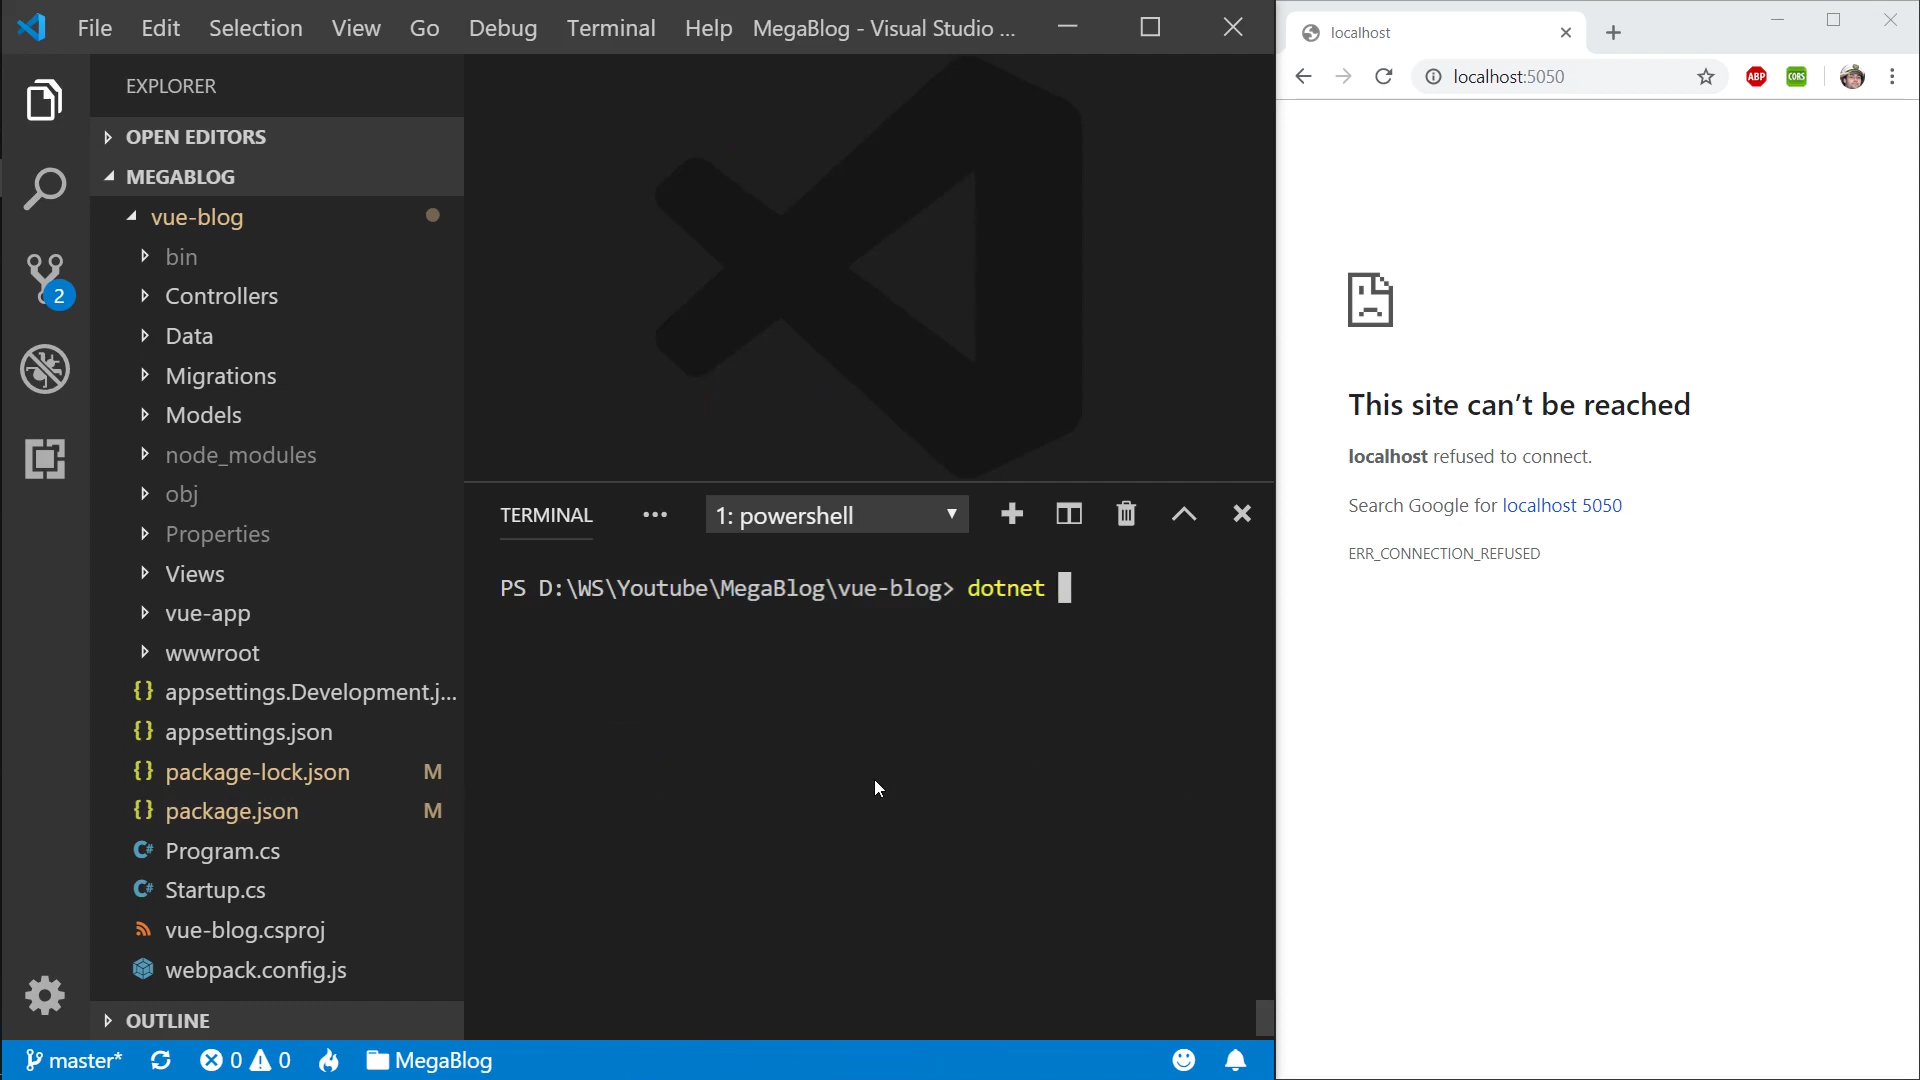 File Edit Selection View Go Debug Terminal Help MegaBlog - Visual Studio ...
EXPLORER
OPEN EDITORS
MEGABLOG
vue-blog
bin
Controllers
Data
Migrations
Models
node_modules
obj
Properties
Views
vue-app
wwwroot
{} appsettings.Development.j...
{} appsettings.json
{} package-lock.json M
{} package.json M
C# Program.cs
C# Startup.cs
vue-blog.csproj
webpack.config.js
OUTLINE
2
TERMINAL ... 1: powershell
PS D:\WS\Youtube\MegaBlog\vue-blog> dotnet
master* 0 0 MegaBlog
localhost
localhost:5050
ABP
CORS
This site can’t be reached
localhost refused to connect.
Search Google for localhost 5050
ERR_CONNECTION_REFUSED